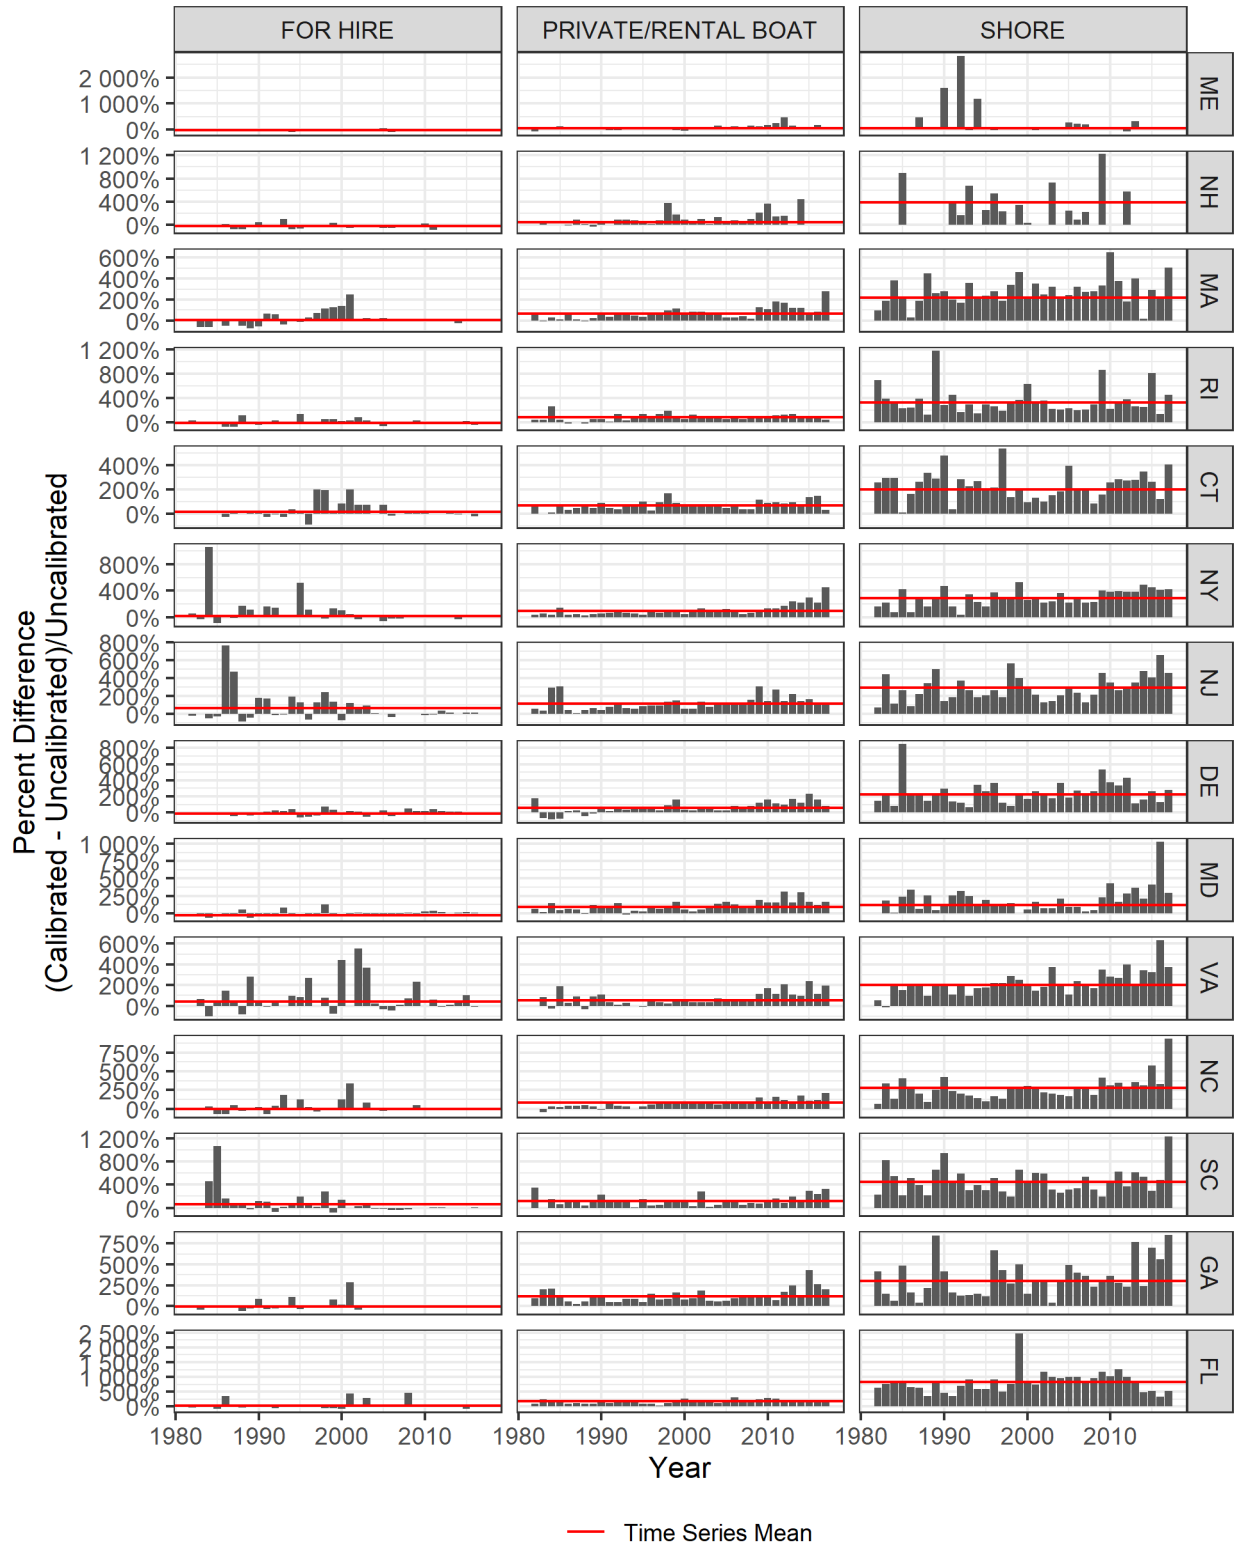 FOR HIRE PRIVATE/RENTAL BOAT SHORE
2 000%
1 000%
0%
ME
1 200%
800%
400%
0%
NH
600%
400%
200%
0%
MA
1 200%
800%
400%
0%
RI
400%
200%
0%
CT
800%
400%
0%
NY
800%
600%
400%
200%
0%
NJ
800%
600%
400%
200%
0%
DE
1 000%
750%
500%
250%
0%
MD
600%
400%
200%
0%
VA
750%
500%
250%
0%
NC
1 200%
800%
400%
0%
SC
750%
500%
250%
0%
GA
2 500%
2 000%
1 500%
1 000%
500%
0%
FL
Percent Difference
(Calibrated - Uncalibrated)/Uncalibrated
1980 1990 2000 2010 1980 1990 2000 2010 1980 1990 2000 2010
Year
Time Series Mean